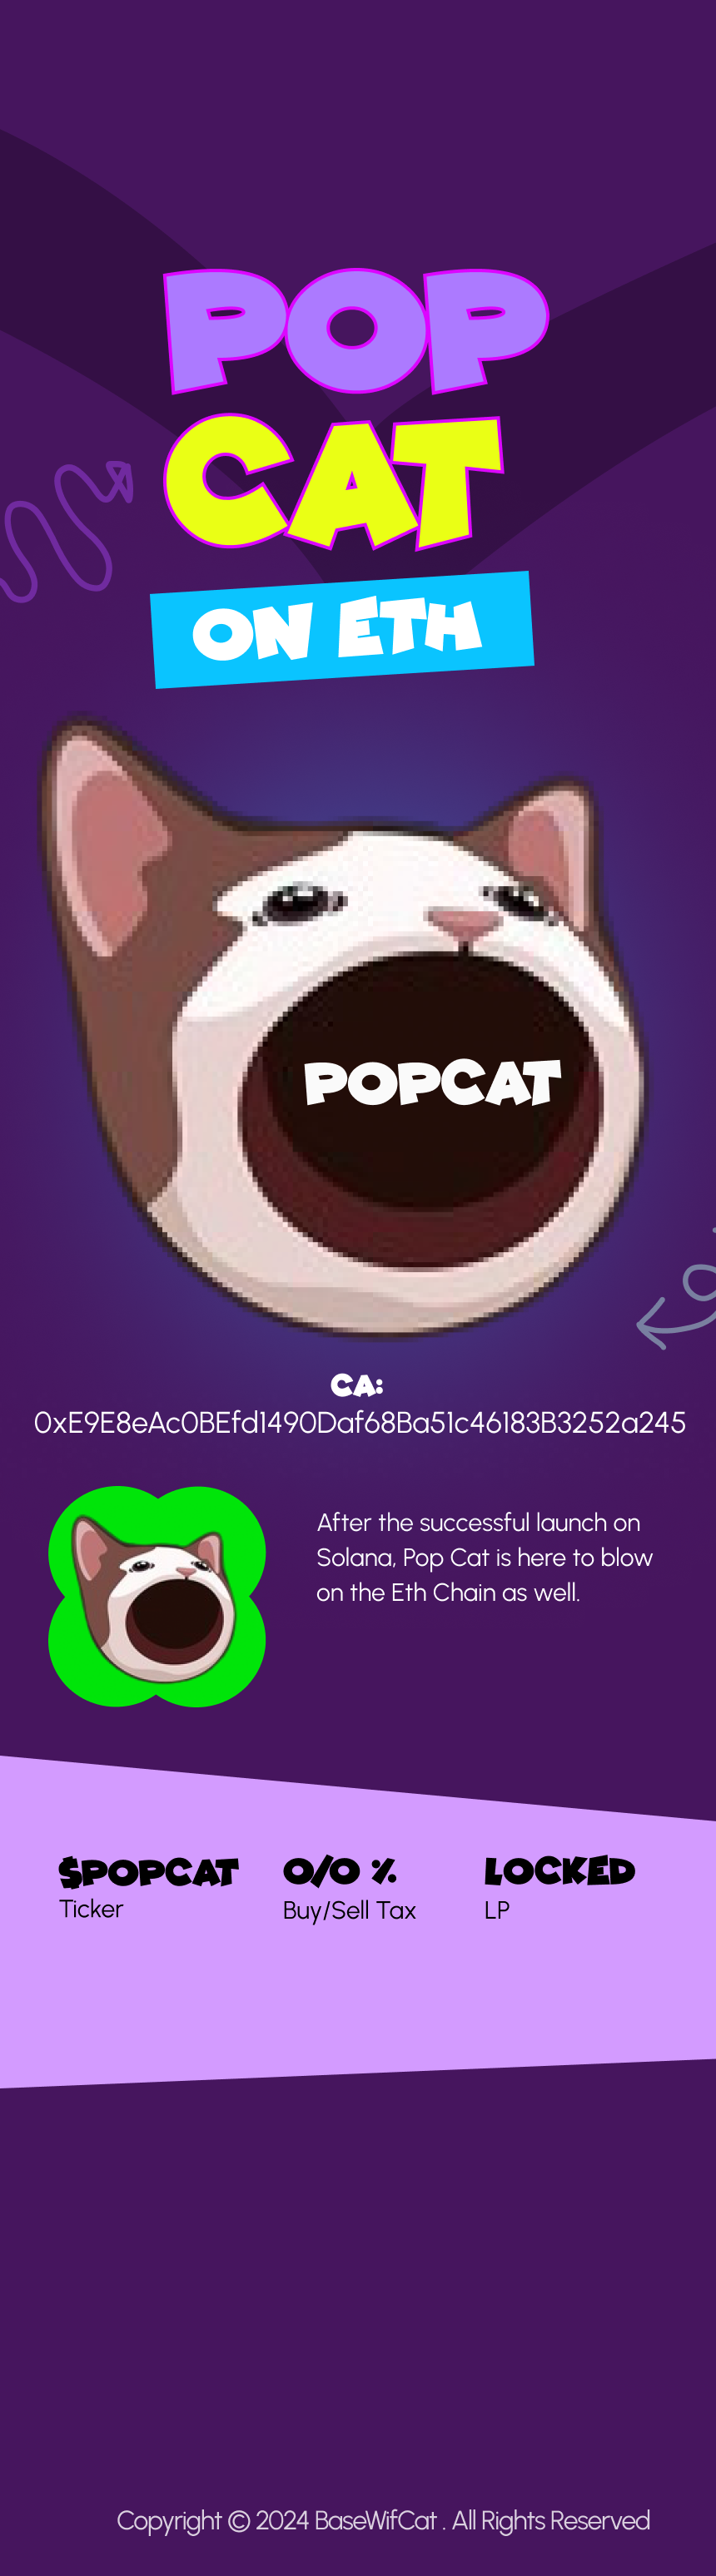 POP
CAT
ON ETH
POPCAT
CA:
0xE9E8eAc0BEfd1490Daf68Ba51c46183B3252a245
After the successful launch on
Solana, Pop Cat is here to blow
on the Eth Chain as well.
$POPCAT
Ticker
0/0 %
Buy/Sell Tax
LOCKED
LP
Copyright © 2024 BaseWifCat . All Rights Reserved